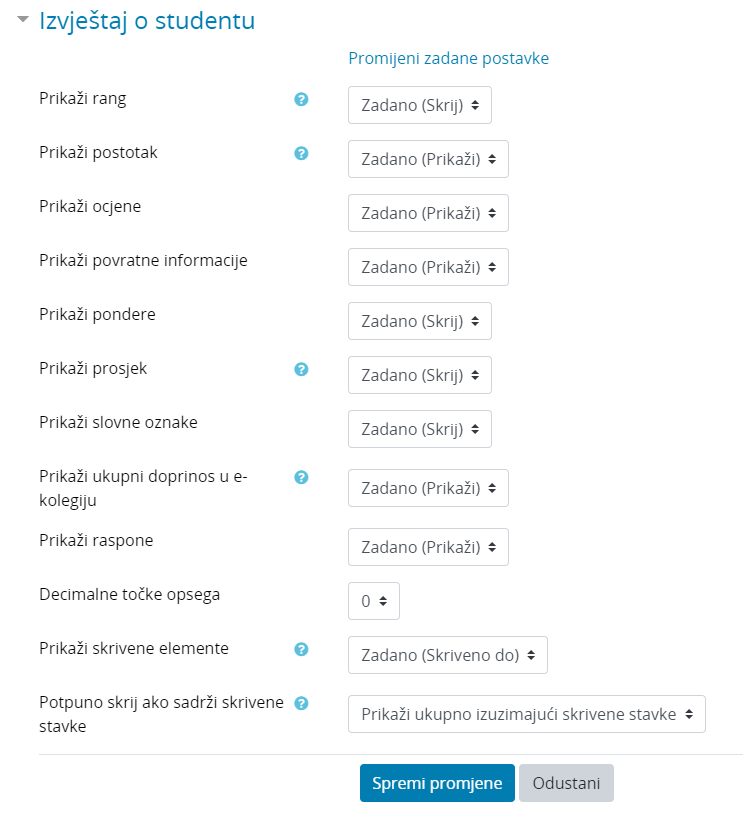 Izvještaj o studentu
Promijeni zadane postavke
Prikaži rang
Zadano (Skrij)
Prikaži postotak
Zadano (Prikaži)
Prikaži ocjene
Zadano (Prikaži)
Prikaži povratne informacije
Zadano (Prikaži)
Prikaži pondere
Zadano (Skrij)
Prikaži prosjek
Zadano (Skrij)
Prikaži slovne oznake
Zadano (Skrij)
Prikaži ukupni doprinos u e-
kolegiju
Zadano (Prikaži)
Prikaži raspone
Zadano (Prikaži)
Decimalne točke opsega
0
Prikaži skrivene elemente
Zadano (Skriveno do)
Potpuno skrij ako sadrži skrivene
stavke
Prikaži ukupno izuzimajući skrivene stavke
Spremi promjene
Odustani